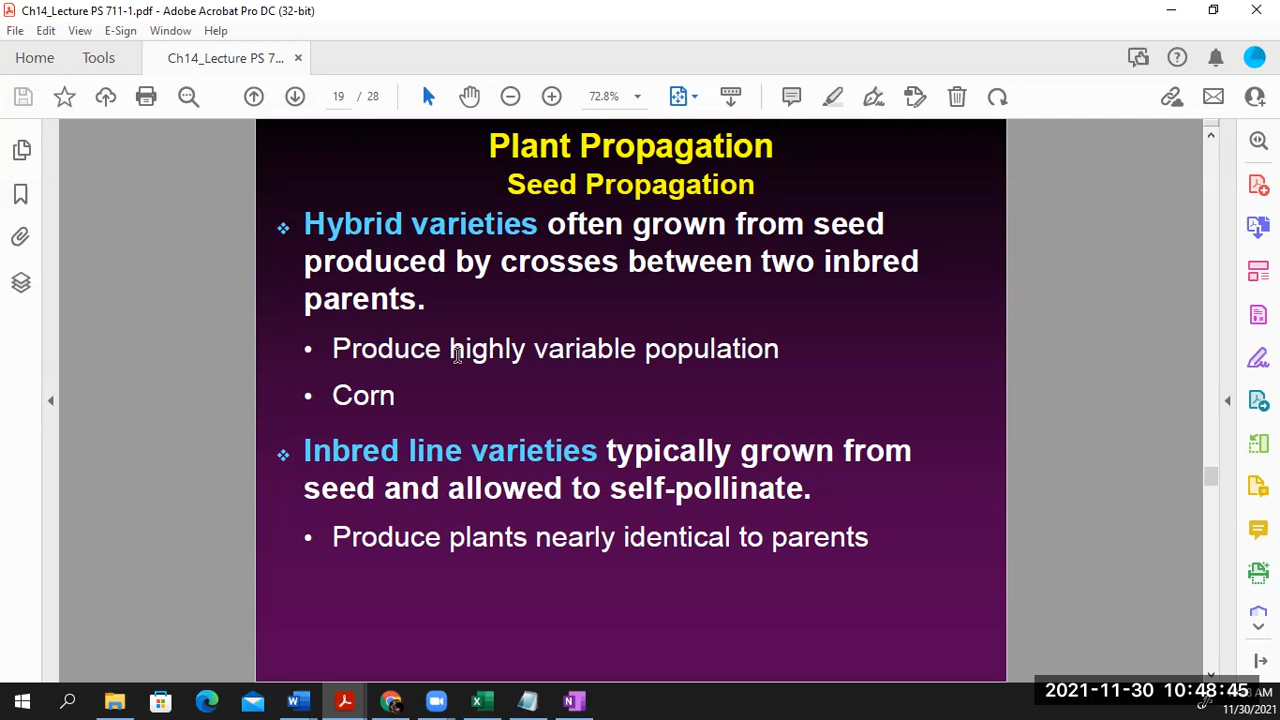 Ch14_Lecture PS 711-1.pdf - Adobe Acrobat Pro DC (32-bit)
File Edit View E-Sign Window Help
Home Tools Ch14_Lecture PS 7... ×
19 / 28 72.8%
Plant Propagation
Seed Propagation
❖ Hybrid varieties often grown from seed
produced by crosses between two inbred
parents.
• Produce highly variable population
• Corn
❖ Inbred line varieties typically grown from
seed and allowed to self-pollinate.
• Produce plants nearly identical to parents
2021-11-30 10:48:45 AM
11/30/2021